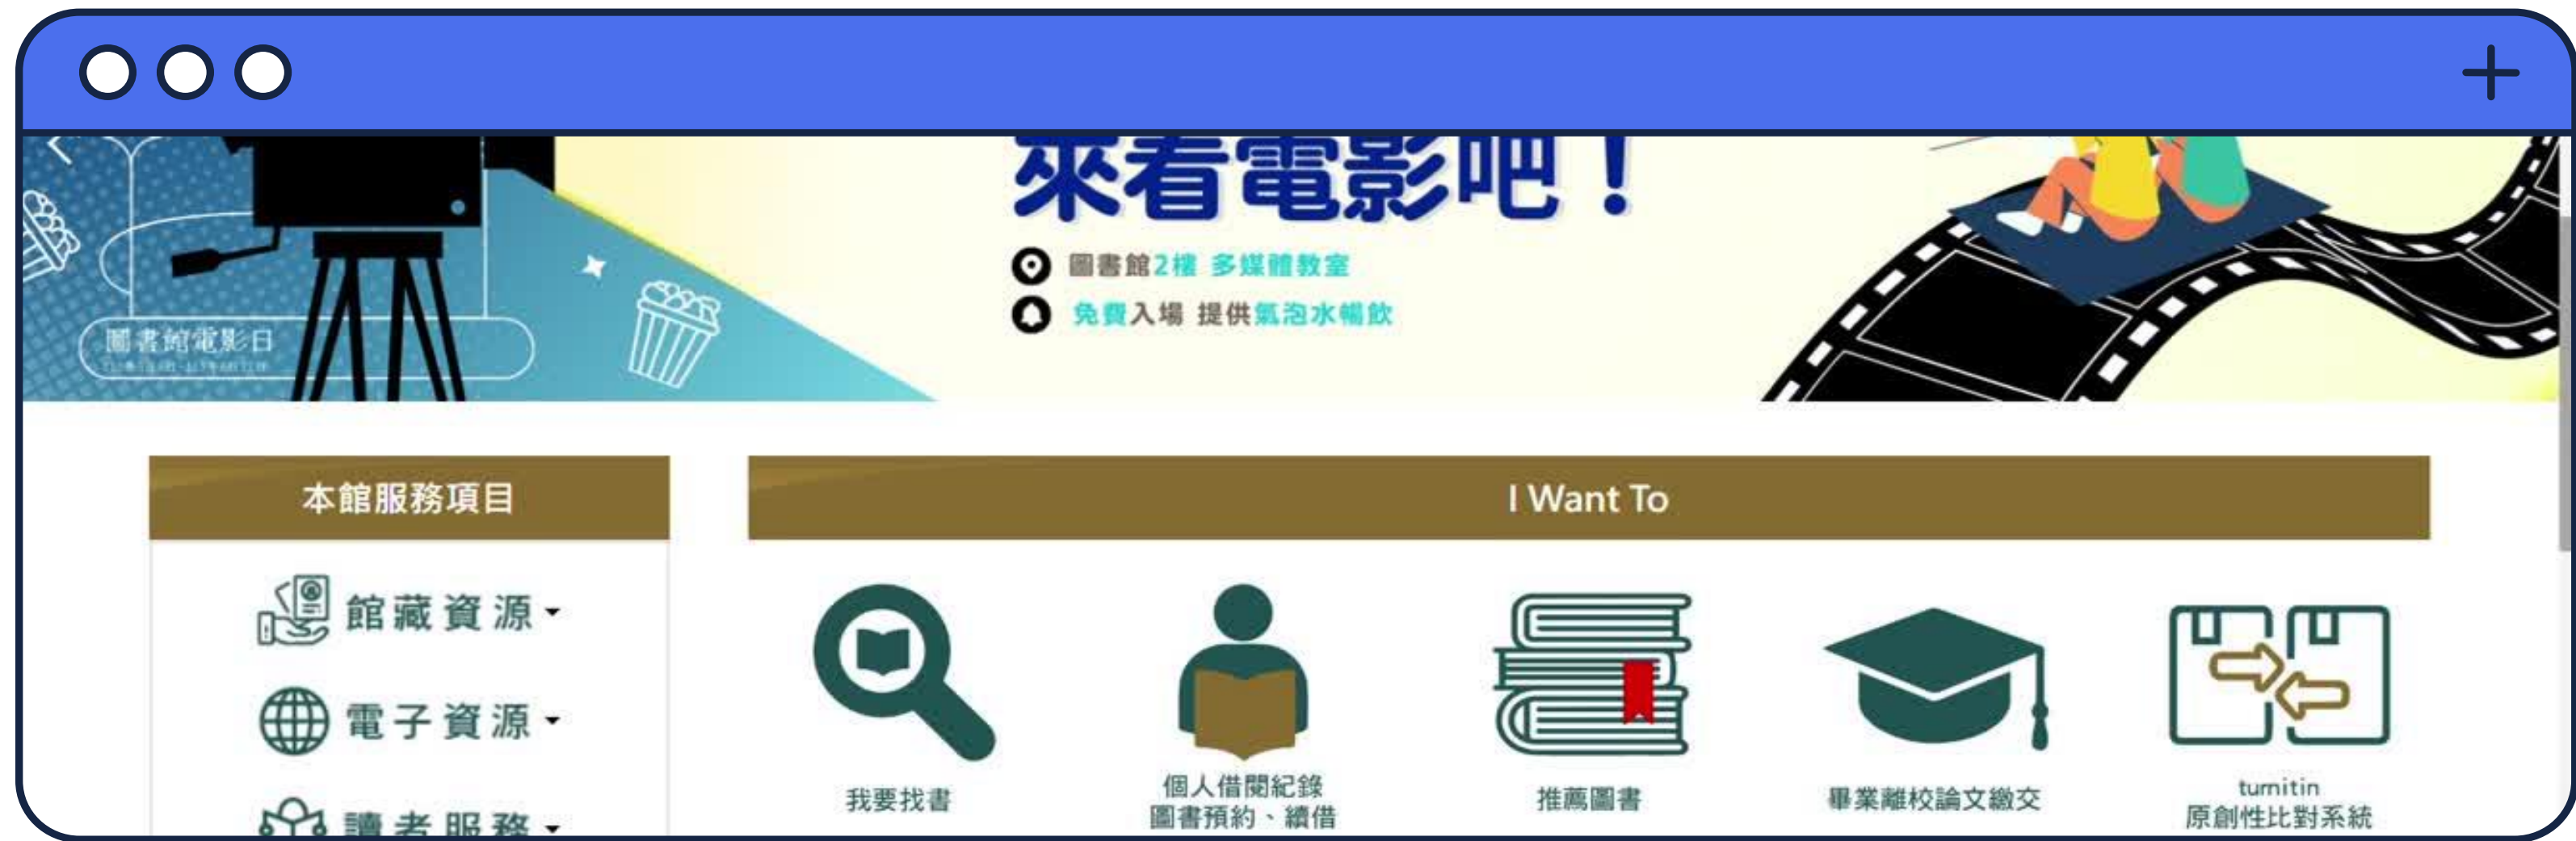 來看電影吧！
圖書館2樓 多媒體教室
免費入場 提供氣泡水暢飲
圖書館電影日
本館服務項目
館藏資源
電子資源
讀者服務
I Want To
我要找書
個人借閱紀錄
圖書預約、續借
推薦圖書
畢業離校論文繳交
turnitin
原創性比對系統